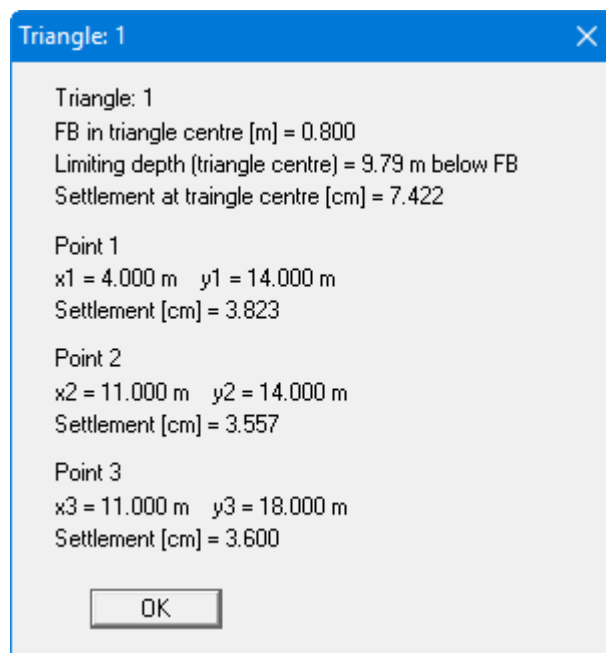 Triangle: 1
Triangle: 1
FB in triangle centre [m] = 0.800
Limiting depth (triangle centre) = 9.79 m below FB
Settlement at traingle centre [cm] = 7.422
Point 1
x1 = 4.000 m y1 = 14.000 m
Settlement [cm] = 3.823
Point 2
x2 = 11.000 m y2 = 14.000 m
Settlement [cm] = 3.557
Point 3
x3 = 11.000 m y3 = 18.000 m
Settlement [cm] = 3.600
OK